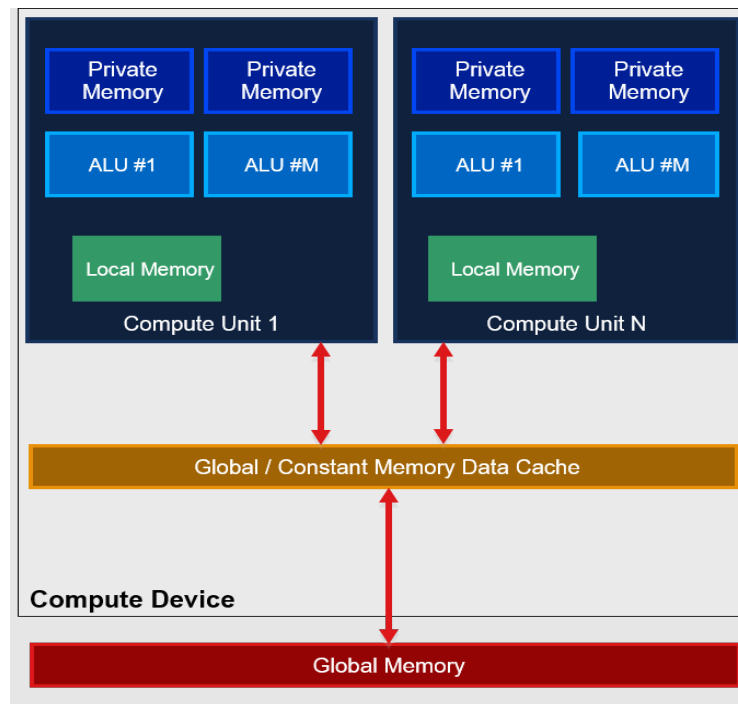 Private
Memory
Private
Memory
Private
Memory
Private
Memory
ALU #1
ALU #M
ALU #1
ALU #M
Local Memory
Local Memory
Compute Unit 1
Compute Unit N
Global / Constant Memory Data Cache
Compute Device
Global Memory